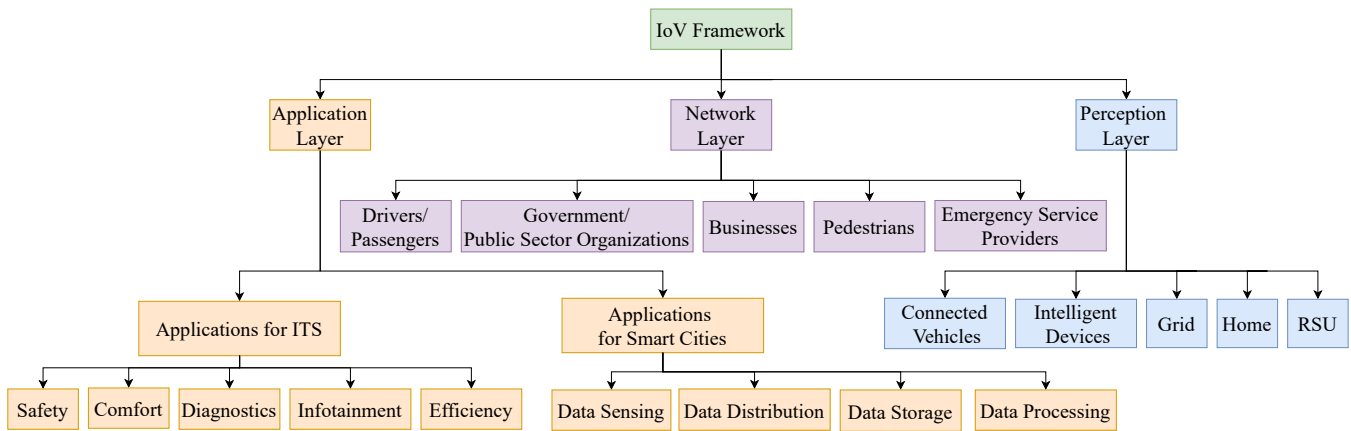 IoV Framework
Application
Layer
Network
Layer
Perception
Layer
Drivers/
Passengers
Government/
Public Sector Organizations
Businesses
Pedestrians
Emergency Service
Providers
Applications for ITS
Applications
for Smart Cities
Connected
Vehicles
Intelligent
Devices
Grid
Home
RSU
Safety
Comfort
Diagnostics
Infotainment
Efficiency
Data Sensing
Data Distribution
Data Storage
Data Processing